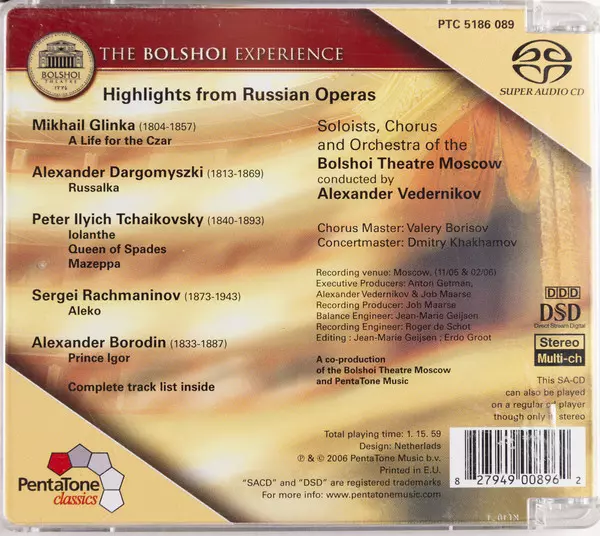 PTC 5186 089
BOLSHOI
THEATRE
1776
THE BOLSHOI EXPERIENCE
SUPER AUDIO CD
Highlights from Russian Operas
Mikhail Glinka (1804-1857)
A Life for the Czar
Alexander Dargomyszki (1813-1869)
Russalka
Peter Ilyich Tchaikovsky (1840-1893)
Iolanthe
Queen of Spades
Mazeppa
Sergei Rachmaninov (1873-1943)
Aleko
Alexander Borodin (1833-1887)
Prince Igor
Complete track list inside
Soloists, Chorus
and Orchestra of the
Bolshoi Theatre Moscow
conducted by
Alexander Vedernikov
Chorus Master: Valery Borisov
Concertmaster: Dmitry Khakhamov
Recording venue: Moscow, (11/05 & 02/06)
Executive Producers: Anton Getman,
Alexander Vedernikov & Job Maarse
Recording Producer: Job Maarse
Balance Engineer: Jean-Marie Geijsen
Recording Engineer: Roger de Schot
Editing : Jean-Marie Geijsen ; Erdo Groot
A co-production
of the Bolshoi Theatre Moscow
and PentaTone Music
DDD
DSD
Direct Stream Digital
Stereo
Multi-ch
This SA-CD
can also be played
on a regular player
though only in stereo
Total playing time: 1. 15. 59
Design: Netherlads
℗ & © 2006 PentaTone Music b.v.
Printed in E.U.
"SACD" and "DSD" are registered trademarks
For more info: www.pentatonemusic.com
PentaTone
classics
8 27949 00896 2